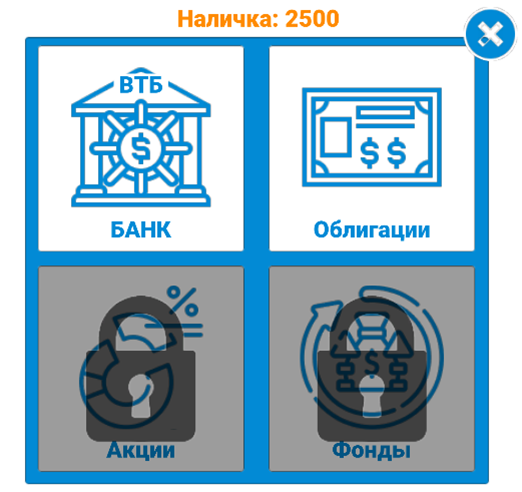 Наличка: 2500
ВТБ
$
БАНК
$ $
Облигации
%
Акции
$
Фонды